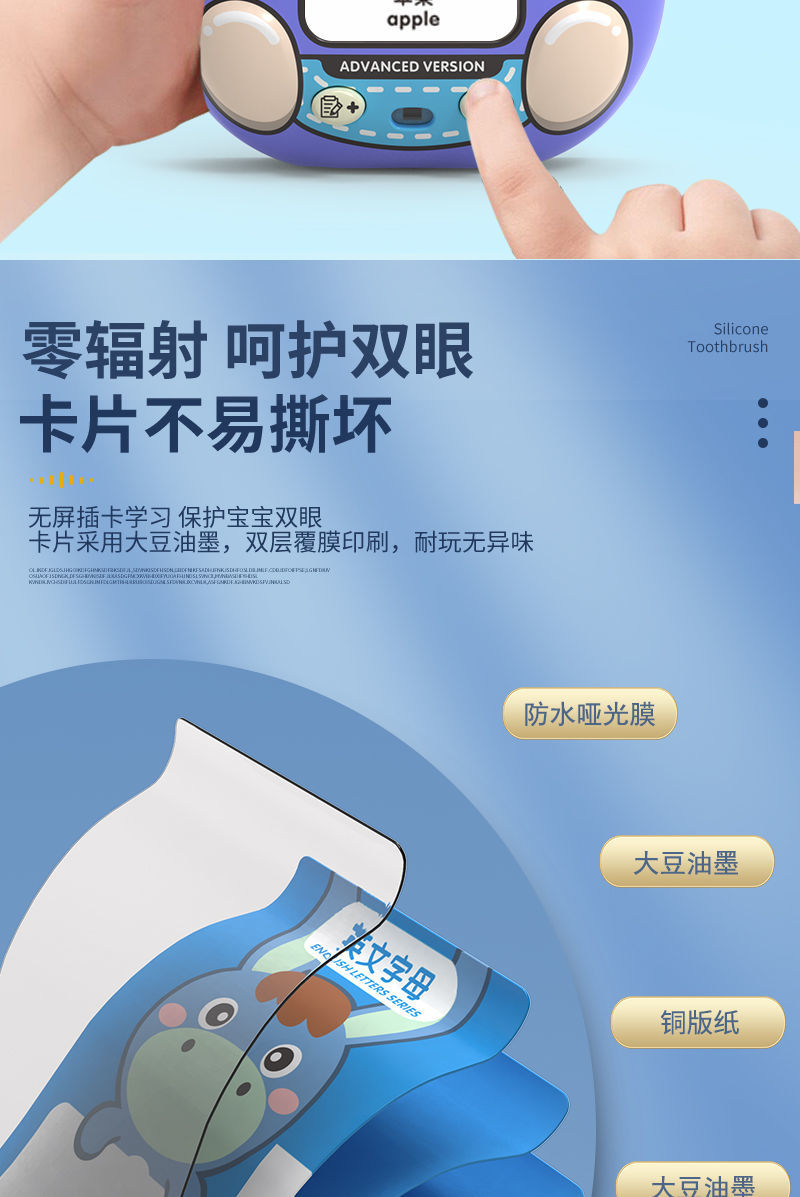 苹果
apple
ADVANCED VERSION
零辐射 呵护双眼
卡片不易撕坏
Silicone
Toothbrush
无屏插卡学习 保护宝宝双眼
卡片采用大豆油墨，双层覆膜印刷，耐玩无异味
防水哑光膜
大豆油墨
英文字母
ENGLISH LETTERS SERIES
铜版纸
大豆油墨